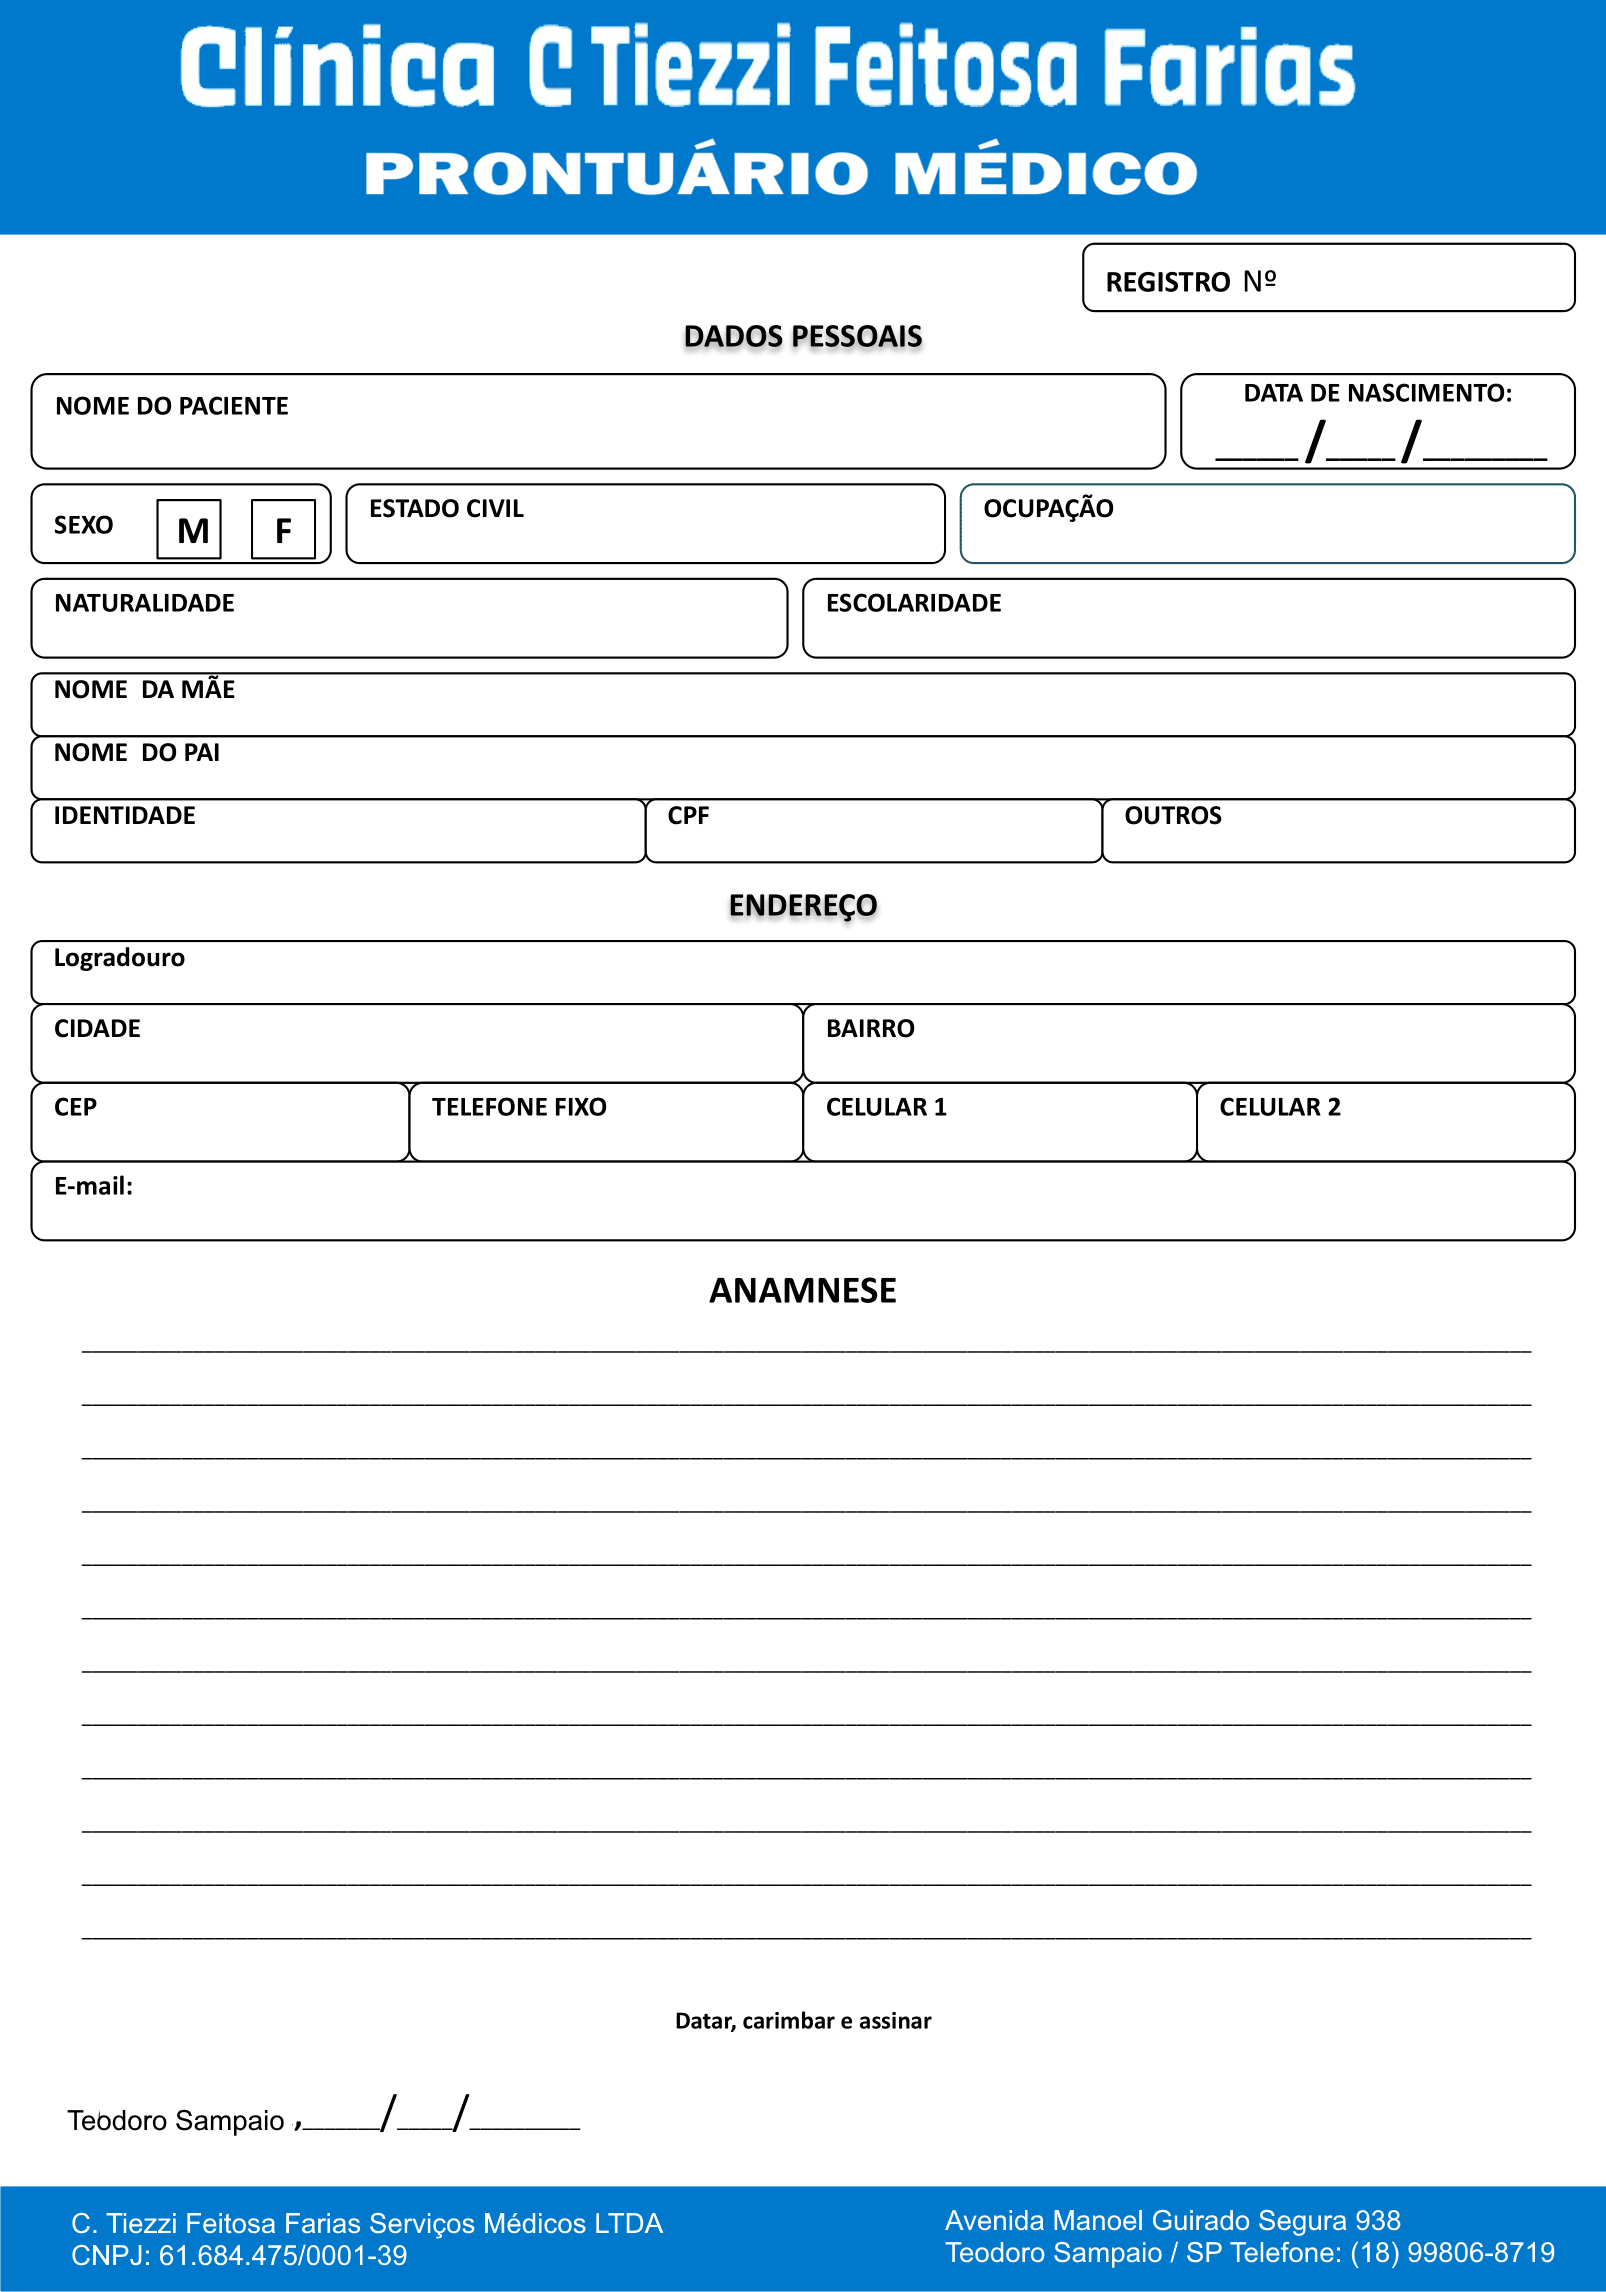 Clínica C Tiezzi Feitosa Farias
PRONTUÁRIO MÉDICO
REGISTRO Nº
DADOS PESSOAIS
NOME DO PACIENTE
DATA DE NASCIMENTO:
______/_____/_________
SEXO M F
ESTADO CIVIL
OCUPAÇÃO
NATURALIDADE
ESCOLARIDADE
NOME DA MÃE
NOME DO PAI
IDENTIDADE
CPF
OUTROS
ENDEREÇO
Logradouro
CIDADE
BAIRRO
CEP
TELEFONE FIXO
CELULAR 1
CELULAR 2
E-mail:
ANAMNESE
Datar, carimbar e assinar
Teodoro Sampaio ,______/____/________
C. Tiezzi Feitosa Farias Serviços Médicos LTDA
CNPJ: 61.684.475/0001-39
Avenida Manoel Guirado Segura 938
Teodoro Sampaio / SP Telefone: (18) 99806-8719